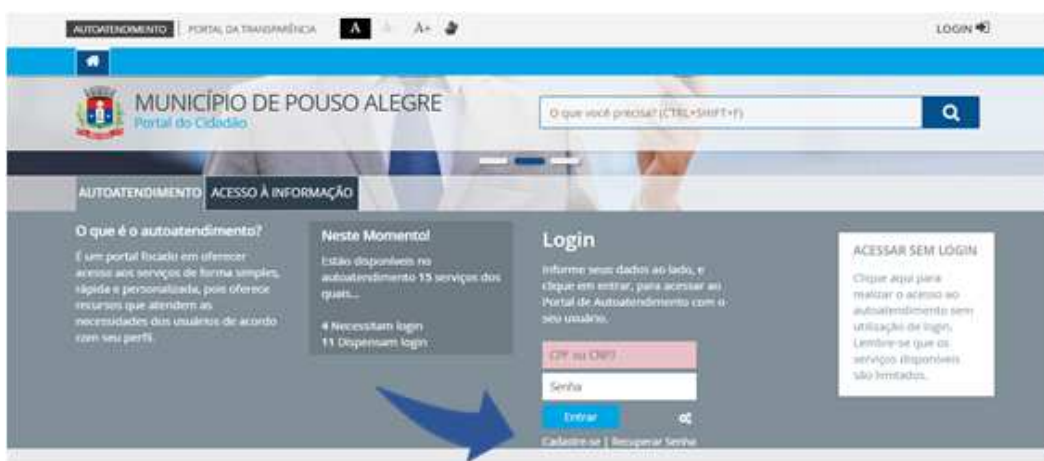 AUTOATENDIMENTO PORTAL DA TRANSPARÊNCIA A A A+ LOGIN
MUNICÍPIO DE POUSO ALEGRE
Portal do Cidadão
O que você precisa? (CTRL+SHIFT+F)
AUTOATENDIMENTO ACESSO À INFORMAÇÃO
O que é o autoatendimento?
É um portal focado em oferecer
acesso aos serviços de forma simples,
rápida e personalizada, pois oferece
recursos que atendem as
necessidades dos usuários de acordo
com seu perfil.
Neste Momento!
Estão disponíveis no
autoatendimento 15 serviços dos
quais...
4 Necessitam login
11 Dispensam login
Login
Informe seus dados ao lado, e
clique em entrar, para acessar ao
Portal de Autoatendimento com o
seu usuário.
CPF ou CNPJ
Senha
Entrar
Cadastre-se | Recuperar Senha
ACESSAR SEM LOGIN
Clique aqui para
realizar o acesso ao
autoatendimento sem
utilização de login.
Lembre-se que os
serviços disponíveis
são limitados.